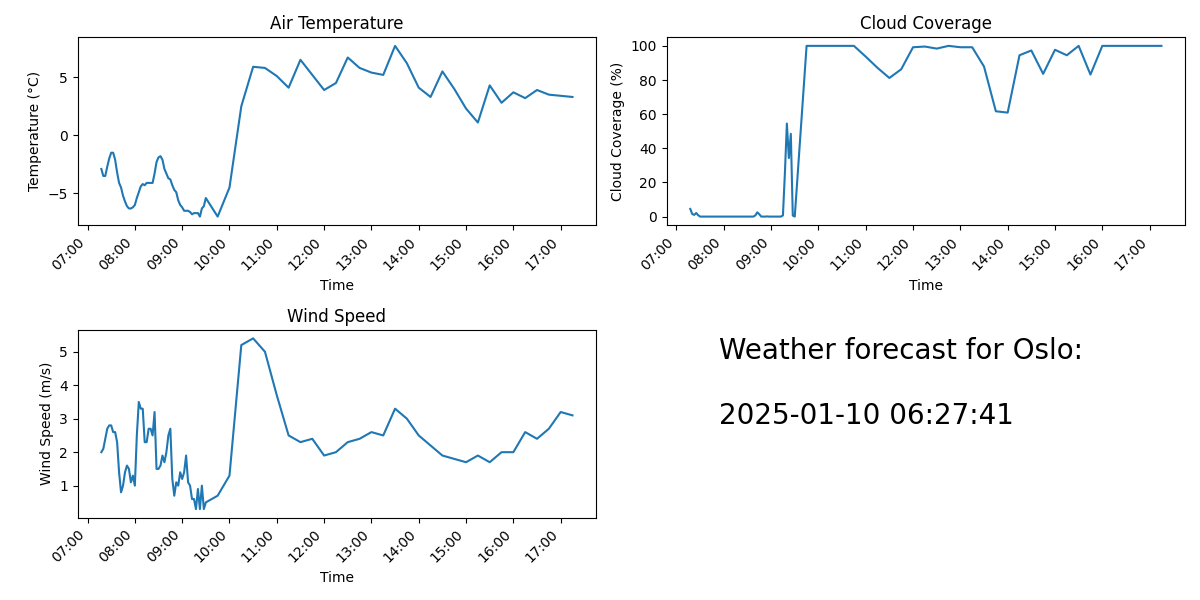 Air Temperature
Temperature (°C)
5
0
−5
07:00 08:00 09:00 10:00 11:00 12:00 13:00 14:00 15:00 16:00 17:00
Time
Cloud Coverage
Cloud Coverage (%)
100
80
60
40
20
0
07:00 08:00 09:00 10:00 11:00 12:00 13:00 14:00 15:00 16:00 17:00
Time
Wind Speed
Wind Speed (m/s)
5
4
3
2
1
07:00 08:00 09:00 10:00 11:00 12:00 13:00 14:00 15:00 16:00 17:00
Time
Weather forecast for Oslo:
2025-01-10 06:27:41